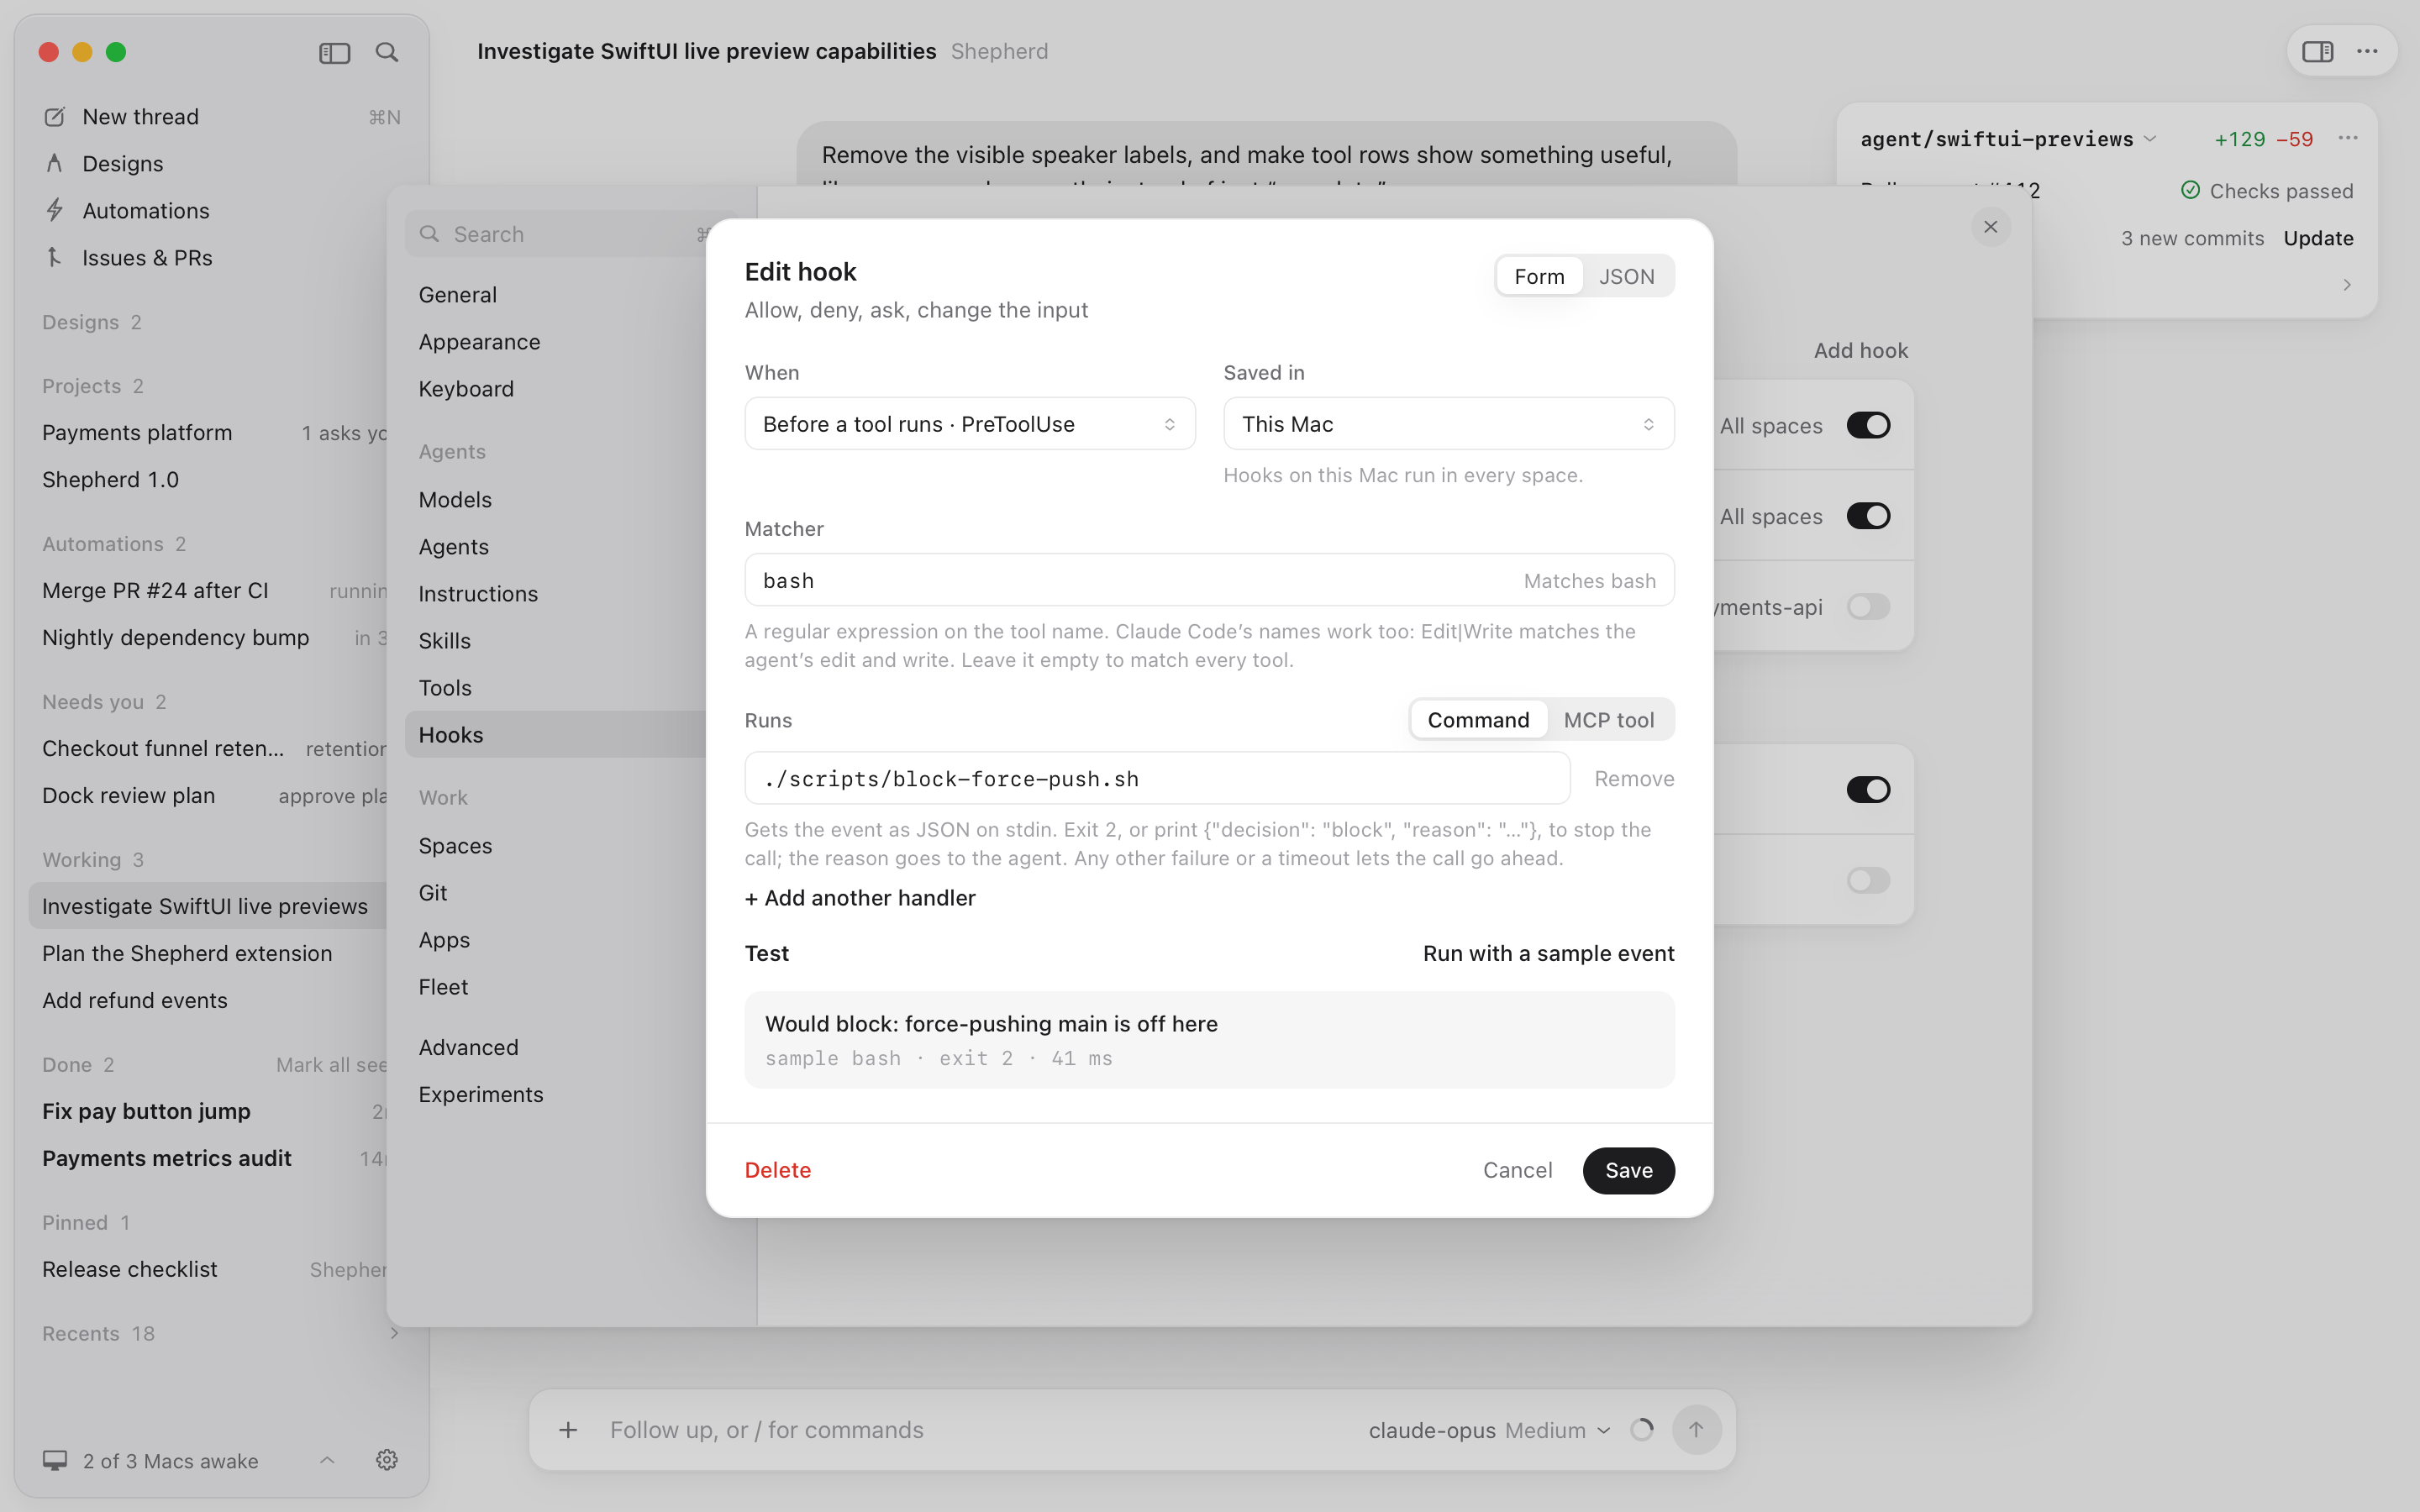 Investigate SwiftUI live preview capabilities Shepherd
New thread ⌘N
Designs
Automations
Issues & PRs
Designs 2
Projects 2
Payments platform 1 asks
Shepherd 1.0
Automations 2
Merge PR #24 after CI
Nightly dependency bump in 3
Needs you 2
Checkout funnel reten...
Dock review plan approve
Working 3
Investigate SwiftUI live previews
Plan the Shepherd extension
Add refund events
Done 2 Mark all
Fix pay button jump
Payments metrics audit
Pinned 1
Release checklist
Recents 18
2 of 3 Macs awake
Remove the visible speaker labels, and make tool rows show something useful,
agent/swiftui-previews +129 −59
Checks passed
3 new commits Update
Search
General
Appearance
Keyboard
Agents
Models
Agents
Instructions
Skills
Tools
Hooks
Work
Spaces
Git
Apps
Fleet
Advanced
Experiments
Add hook
All spaces
All spaces
Edit hook
Allow, deny, ask, change the input
Form JSON
When
Before a tool runs · PreToolUse
Saved in
This Mac
Hooks on this Mac run in every space.
Matcher
bash Matches bash
A regular expression on the tool name. Claude Code’s names work too: Edit|Write matches the
agent’s edit and write. Leave it empty to match every tool.
Runs Command MCP tool
./scripts/block-force-push.sh Remove
Gets the event as JSON on stdin. Exit 2, or print {"decision": "block", "reason": "…"}, to stop the
call; the reason goes to the agent. Any other failure or a timeout lets the call go ahead.
+ Add another handler
Test Run with a sample event
Would block: force-pushing main is off here
sample bash · exit 2 · 41 ms
Delete Cancel Save
Follow up, or / for commands claude-opus Medium